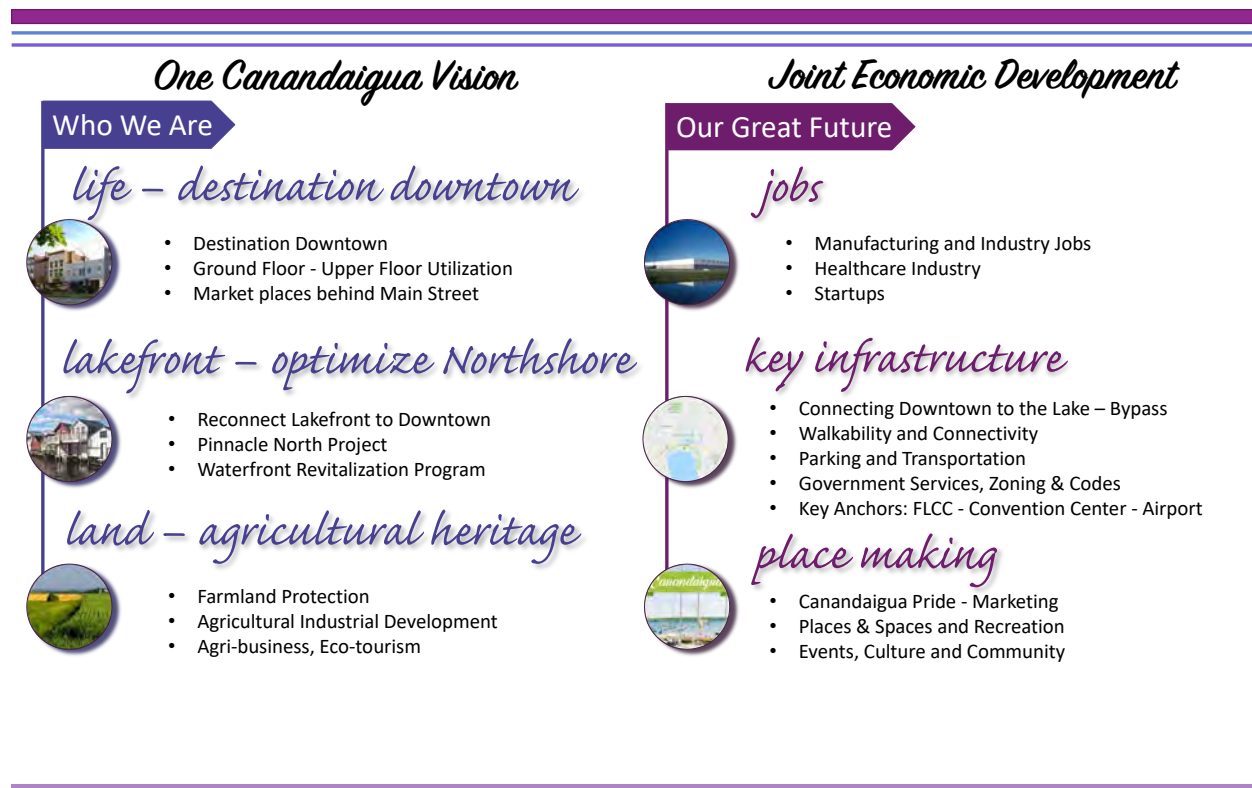 One Canandaigua Vision
Who We Are
life – destination downtown
• Destination Downtown
• Ground Floor - Upper Floor Utilization
• Market places behind Main Street
lakefront – optimize Northshore
• Reconnect Lakefront to Downtown
• Pinnacle North Project
• Waterfront Revitalization Program
land – agricultural heritage
• Farmland Protection
• Agricultural Industrial Development
• Agri-business, Eco-tourism
Joint Economic Development
Our Great Future
jobs
• Manufacturing and Industry Jobs
• Healthcare Industry
• Startups
key infrastructure
• Connecting Downtown to the Lake – Bypass
• Walkability and Connectivity
• Parking and Transportation
• Government Services, Zoning & Codes
• Key Anchors: FLCC - Convention Center - Airport
place making
Canandaigua
• Canandaigua Pride - Marketing
• Places & Spaces and Recreation
• Events, Culture and Community